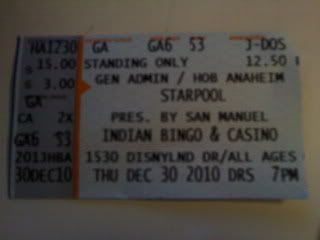 HA1230 GA GA6 53 J-DOS
$ 15.00 STANDING ONLY 12.50
$ 3.00 GEN ADMIN / HOB ANAHEIM
GA STARPOOL
CA 2X PRES. BY SAN MANUEL
GA6 53 INDIAN BINGO & CASINO
201JHBA 1530 DISNYLND DR/ALL AGES
30DEC10 THU DEC 30 2010 DRS 7PM